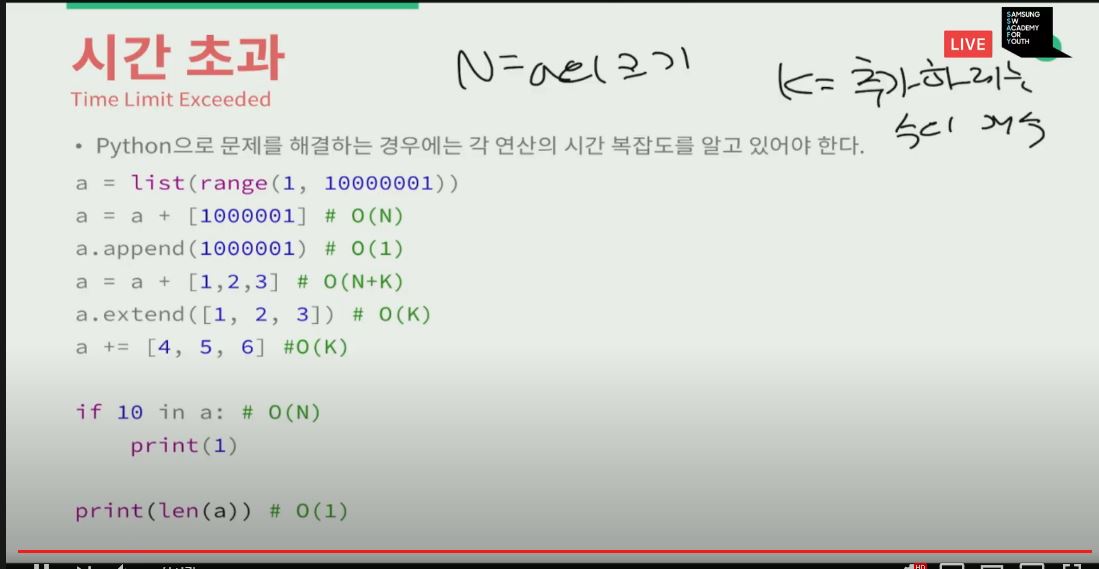 SAMSUNG
SW
ACADEMY
FOR
YOUTH
LIVE
시간 초과
Time Limit Exceeded
N=a의 크기
K= 추가하려는
수의 개수
• Python으로 문제를 해결하는 경우에는 각 연산의 시간 복잡도를 알고 있어야 한다.
a = list(range(1, 10000001))
a = a + [1000001] # O(N)
a.append(1000001) # O(1)
a = a + [1,2,3] # O(N+K)
a.extend([1, 2, 3]) # O(K)
a += [4, 5, 6] #O(K)
if 10 in a: # O(N)
print(1)
print(len(a)) # O(1)
HD